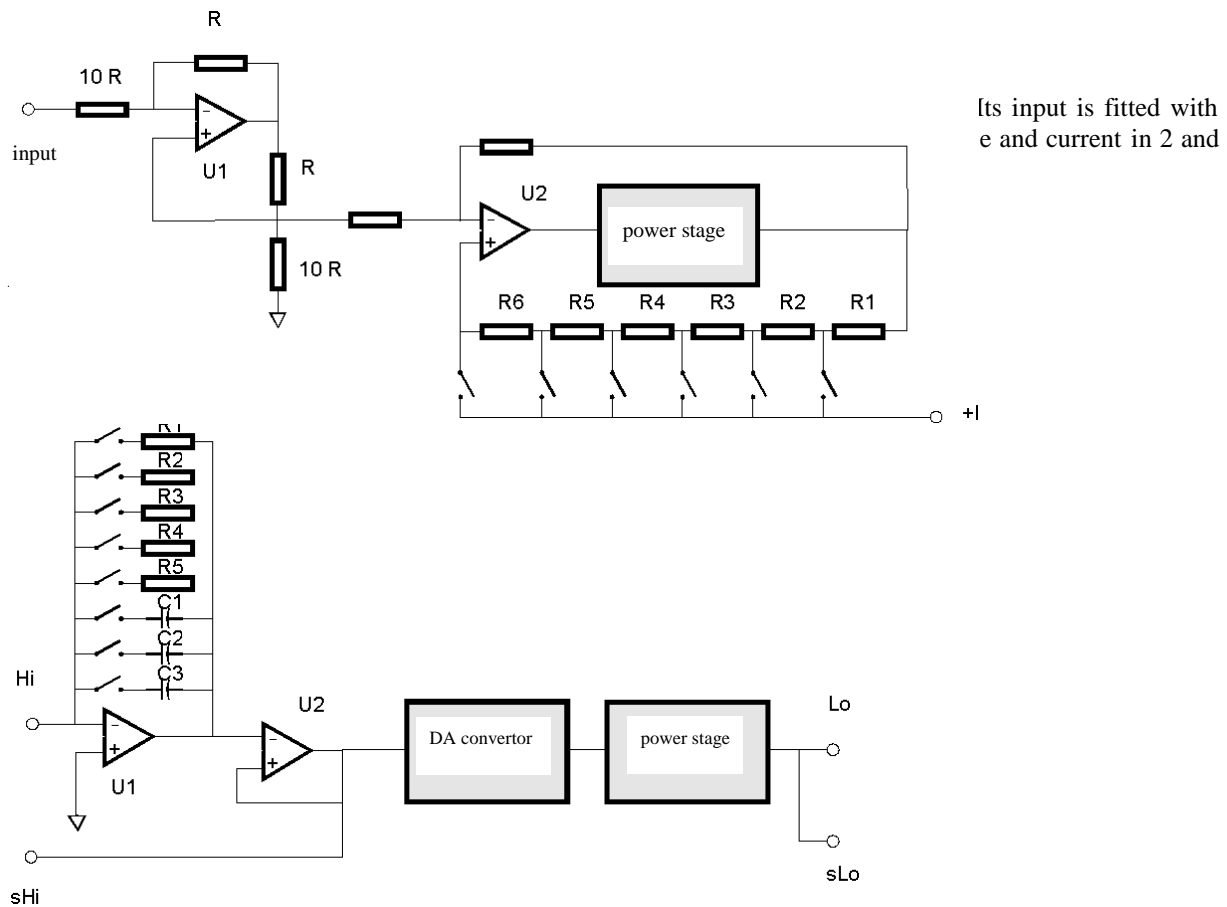 R
10 R
input
U1
R
10 R
U2
power stage
R6 R5 R4 R3 R2 R1
+I
ts input is fitted with
e and current in 2 and
R1
R2
R3
R4
R5
C1
C2
C3
Hi
U1
U2
DA convertor
power stage
Lo
sHi
sLo